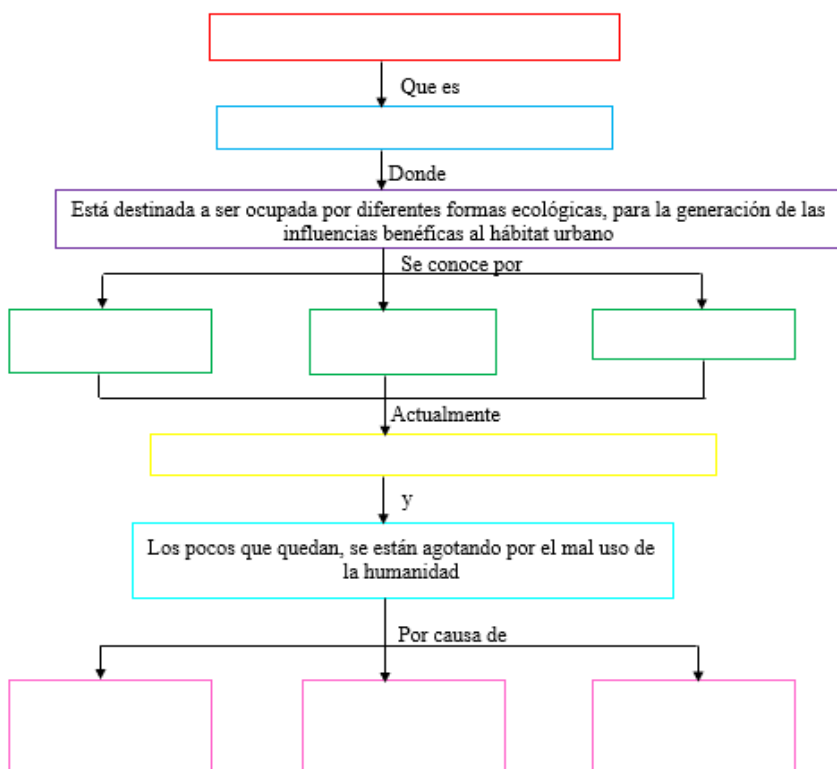 Que es
Donde
Está destinada a ser ocupada por diferentes formas ecológicas, para la generación de las
influencias benéficas al hábitat urbano
Se conoce por
Actualmente
y
Los pocos que quedan, se están agotando por el mal uso de
la humanidad
Por causa de